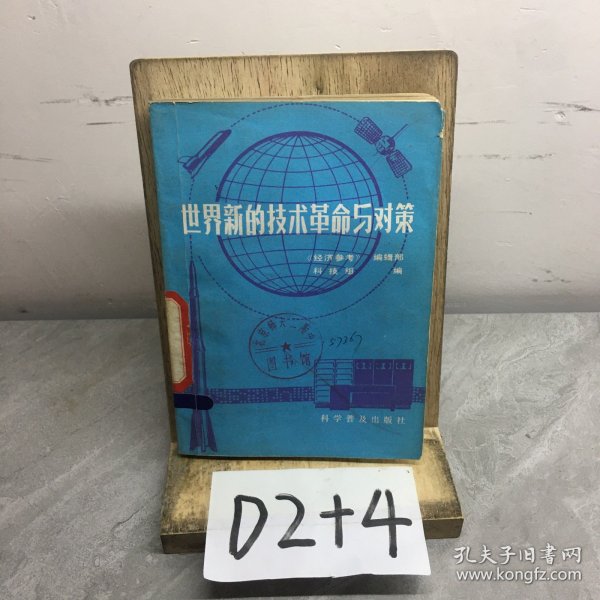 世界新的技术革命与对策
《经济参考》 编辑部
科技组 编
图书馆
57367
科学普及出版社
D2+4
孔夫子旧书网
www.kongfz.com